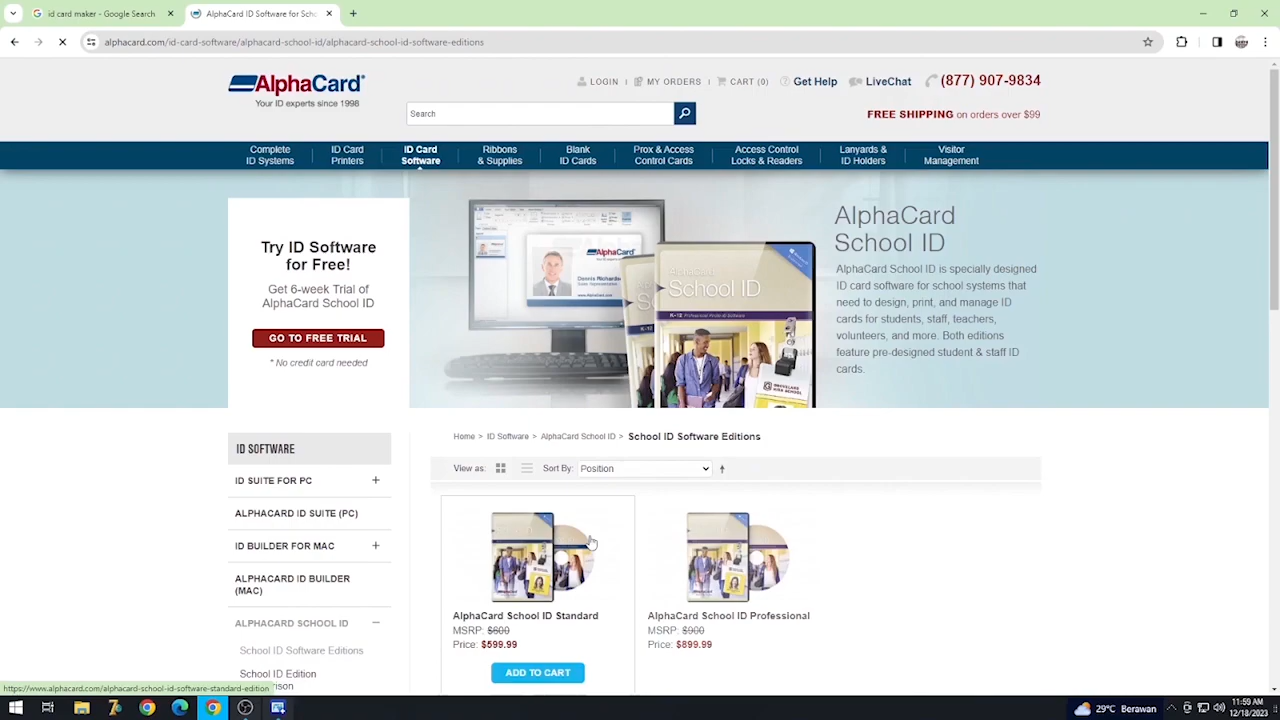 id card maker - Google Search
AlphaCard ID Software for Scho
alphacard.com/id-card-software/alphacard-school-id/alphacard-school-id-software-editions
AlphaCard
Your ID experts since 1998
LOGIN
MY ORDERS
CART (0)
Get Help
LiveChat
(877) 907-9834
Search
FREE SHIPPING on orders over $99
Complete
ID Systems
ID Card
Printers
ID Card
Software
Ribbons
& Supplies
Blank
ID Cards
Prox & Access
Control Cards
Access Control
Locks & Readers
Lanyards &
ID Holders
Visitor
Management
Try ID Software
for Free!
Get 6-week Trial of
AlphaCard School ID
GO TO FREE TRIAL
* No credit card needed
AlphaCard
Dennis Richardson
School ID
AlphaCard
School ID
AlphaCard School ID is specially designed
ID card software for school systems that
need to design, print, and manage ID
cards for students, staff, teachers,
volunteers, and more. Both editions
feature pre-designed student & staff ID
cards.
ID SOFTWARE
ID SUITE FOR PC
ALPHACARD ID SUITE (PC)
ID BUILDER FOR MAC
ALPHACARD ID BUILDER
(MAC)
ALPHACARD SCHOOL ID
School ID Software Editions
School ID Edition
Home > ID Software > AlphaCard School ID > School ID Software Editions
View as:
Sort By:
Position
AlphaCard School ID Standard
MSRP: $600
Price: $599.99
ADD TO CART
AlphaCard School ID Professional
MSRP: $900
Price: $899.99
https://www.alphacard.com/alphacard-school-id-software-standard-edition
29°C Berawan
11:59 AM
12/18/2023